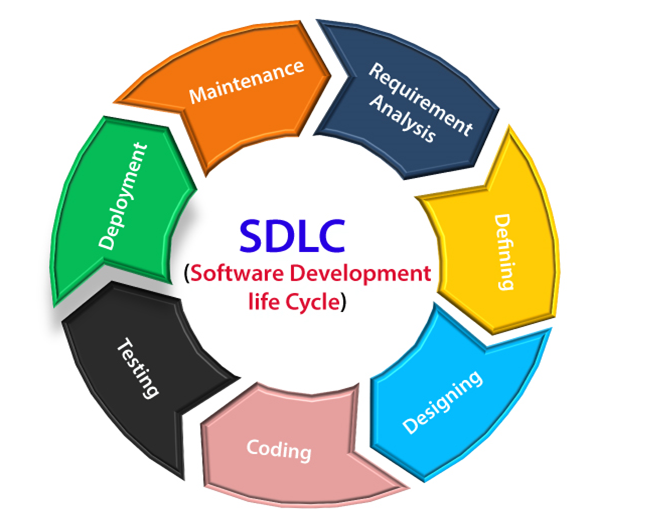 SDLC
(Software Development
life Cycle)
Requirement
Analysis
Defining
Designing
Coding
Testing
Deployment
Maintenance